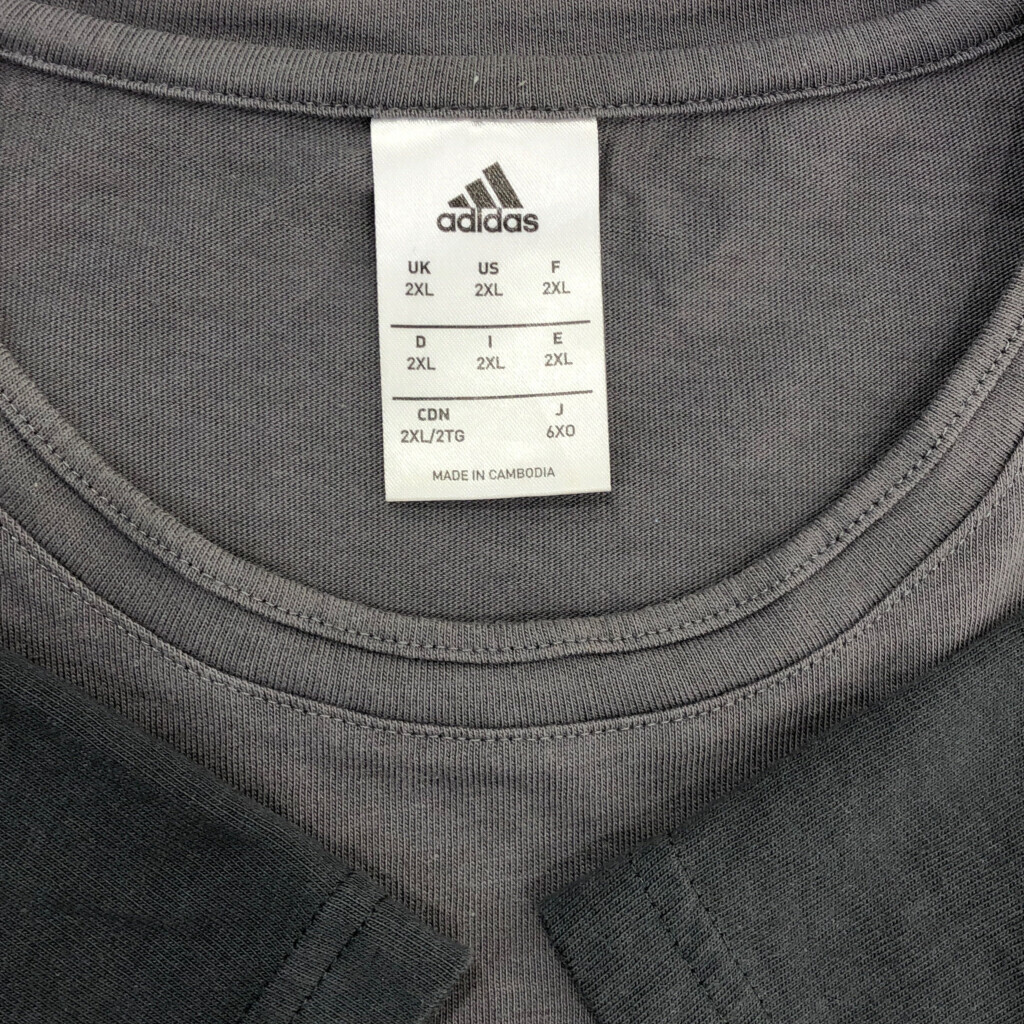 adidas
UK US F
2XL 2XL 2XL
D I E
2XL 2XL 2XL
CDN J
2XL/2TG 6XO
MADE IN CAMBODIA